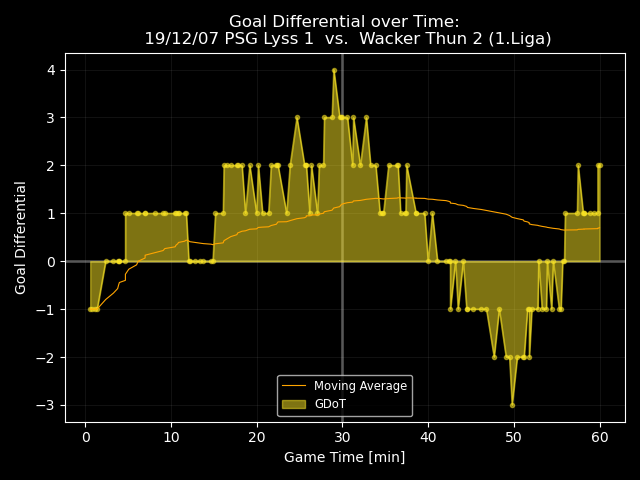 Goal Differential over Time:
19/12/07 PSG Lyss 1 vs. Wacker Thun 2 (1.Liga)
Goal Differential
4
3
2
1
0
−1
−2
−3
Moving Average
GDoT
0 10 20 30 40 50 60
Game Time [min]